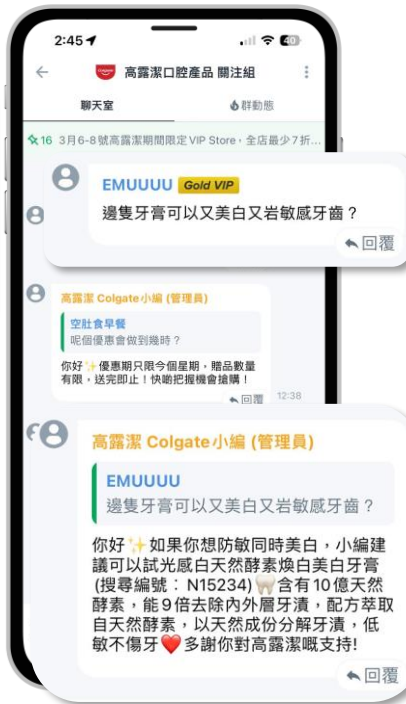 2:45
高露潔口腔產品 關注組
聊天室
群動態
16 3月6-8號高露潔期間限定 VIP Store，全店最少7折...
EMUUUU Gold VIP
邊隻牙膏可以又美白又岩敏感牙齒？
回覆
高露潔 Colgate小編 (管理員)
空肚食早餐
呢個優惠會做到幾時？
你好✨優惠期只限今個星期，贈品數量
有限，送完即止！快啲把握機會搶購！
回覆
12:38
高露潔 Colgate小編 (管理員)
EMUUUU
邊隻牙膏可以又美白又岩敏感牙齒？
你好✨如果你想防敏同時美白，小編建
議可以試光感白天然酵素煥白美白牙膏
(搜尋編號：N15234)🦷含有10億天然
酵素，能9倍去除內外層牙漬，配方萃取
自天然酵素，以天然成份分解牙漬，低
敏不傷牙❤️多謝你對高露潔嘅支持!
回覆